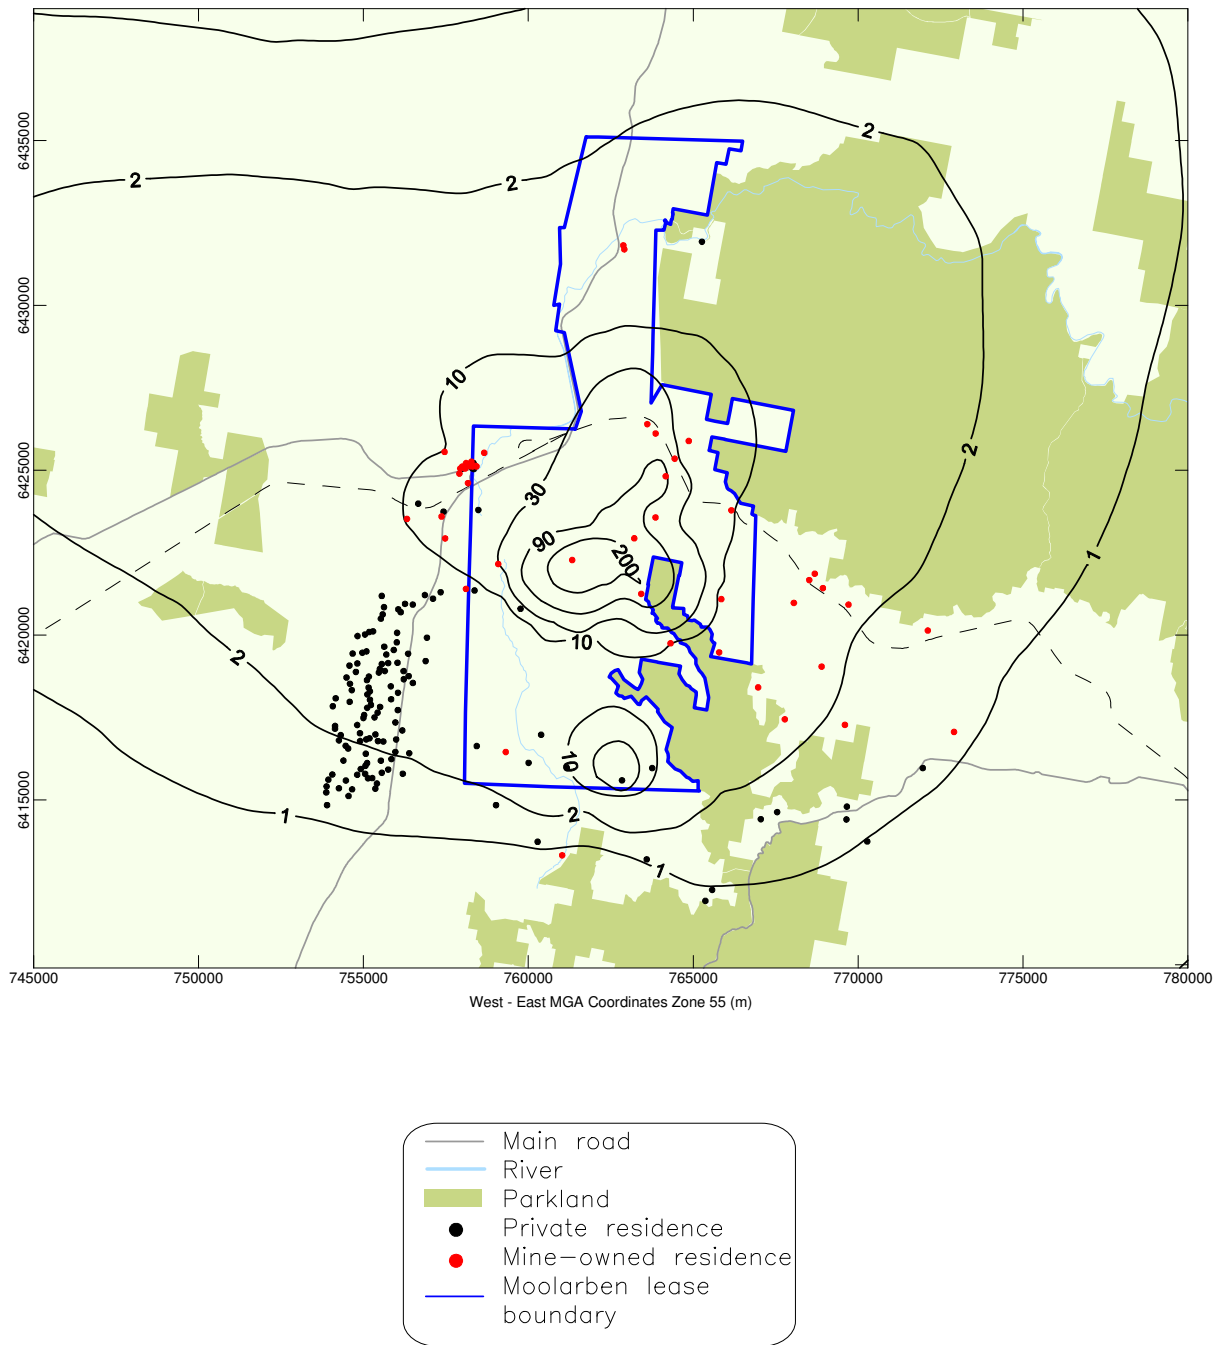 2
6435000
2
2
6430000
10
2
6425000
30
90
200
1
6420000
10
2
10
6415000
1
2
1
745000 750000 755000 760000 765000 770000 775000 780000
West - East MGA Coordinates Zone 55 (m)
Main road
River
Parkland
Private residence
Mine-owned residence
Moolarben lease
boundary